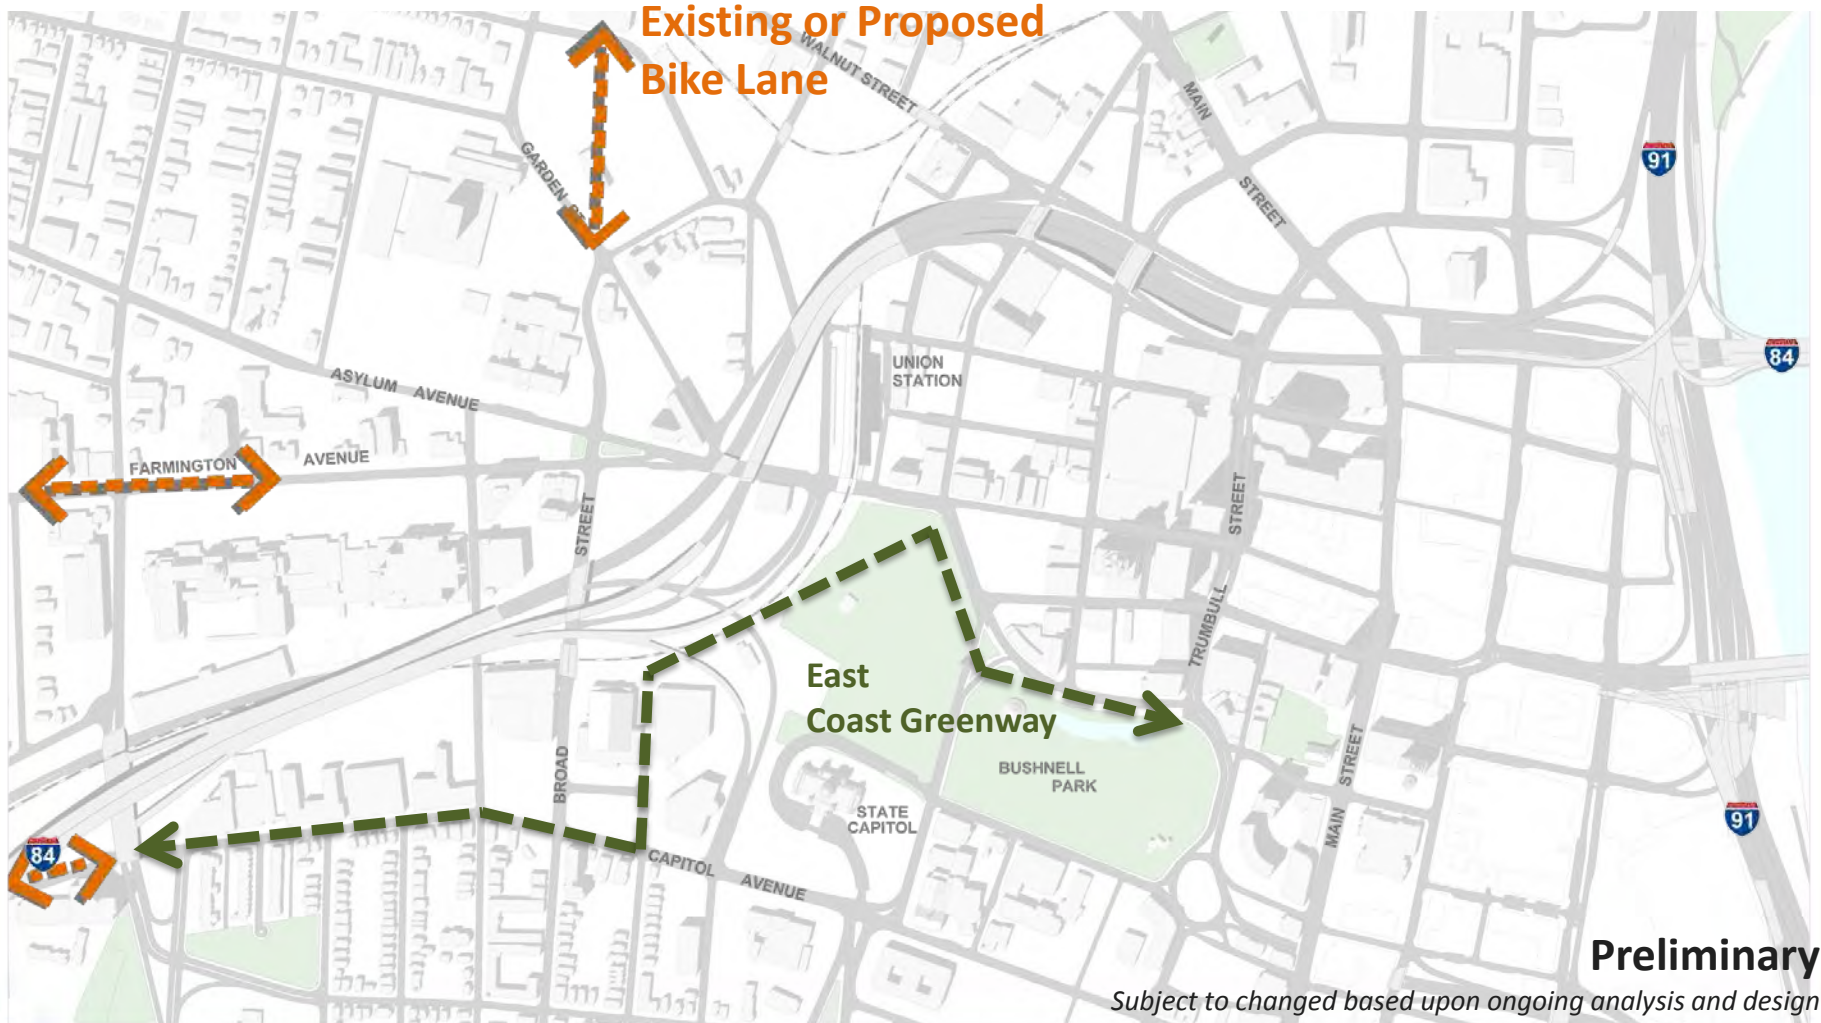 Existing or Proposed
Bike Lane
WALNUT STREET
MAIN
STREET
91
GARDEN ST
84
UNION
STATION
ASYLUM AVENUE
FARMINGTON AVENUE
STREET
STREET
TRUMBULL
East
Coast Greenway
BROAD
BUSHNELL
PARK
STATE
CAPITOL
STREET
MAIN
91
84
CAPITOL AVENUE
Preliminary
Subject to changed based upon ongoing analysis and design